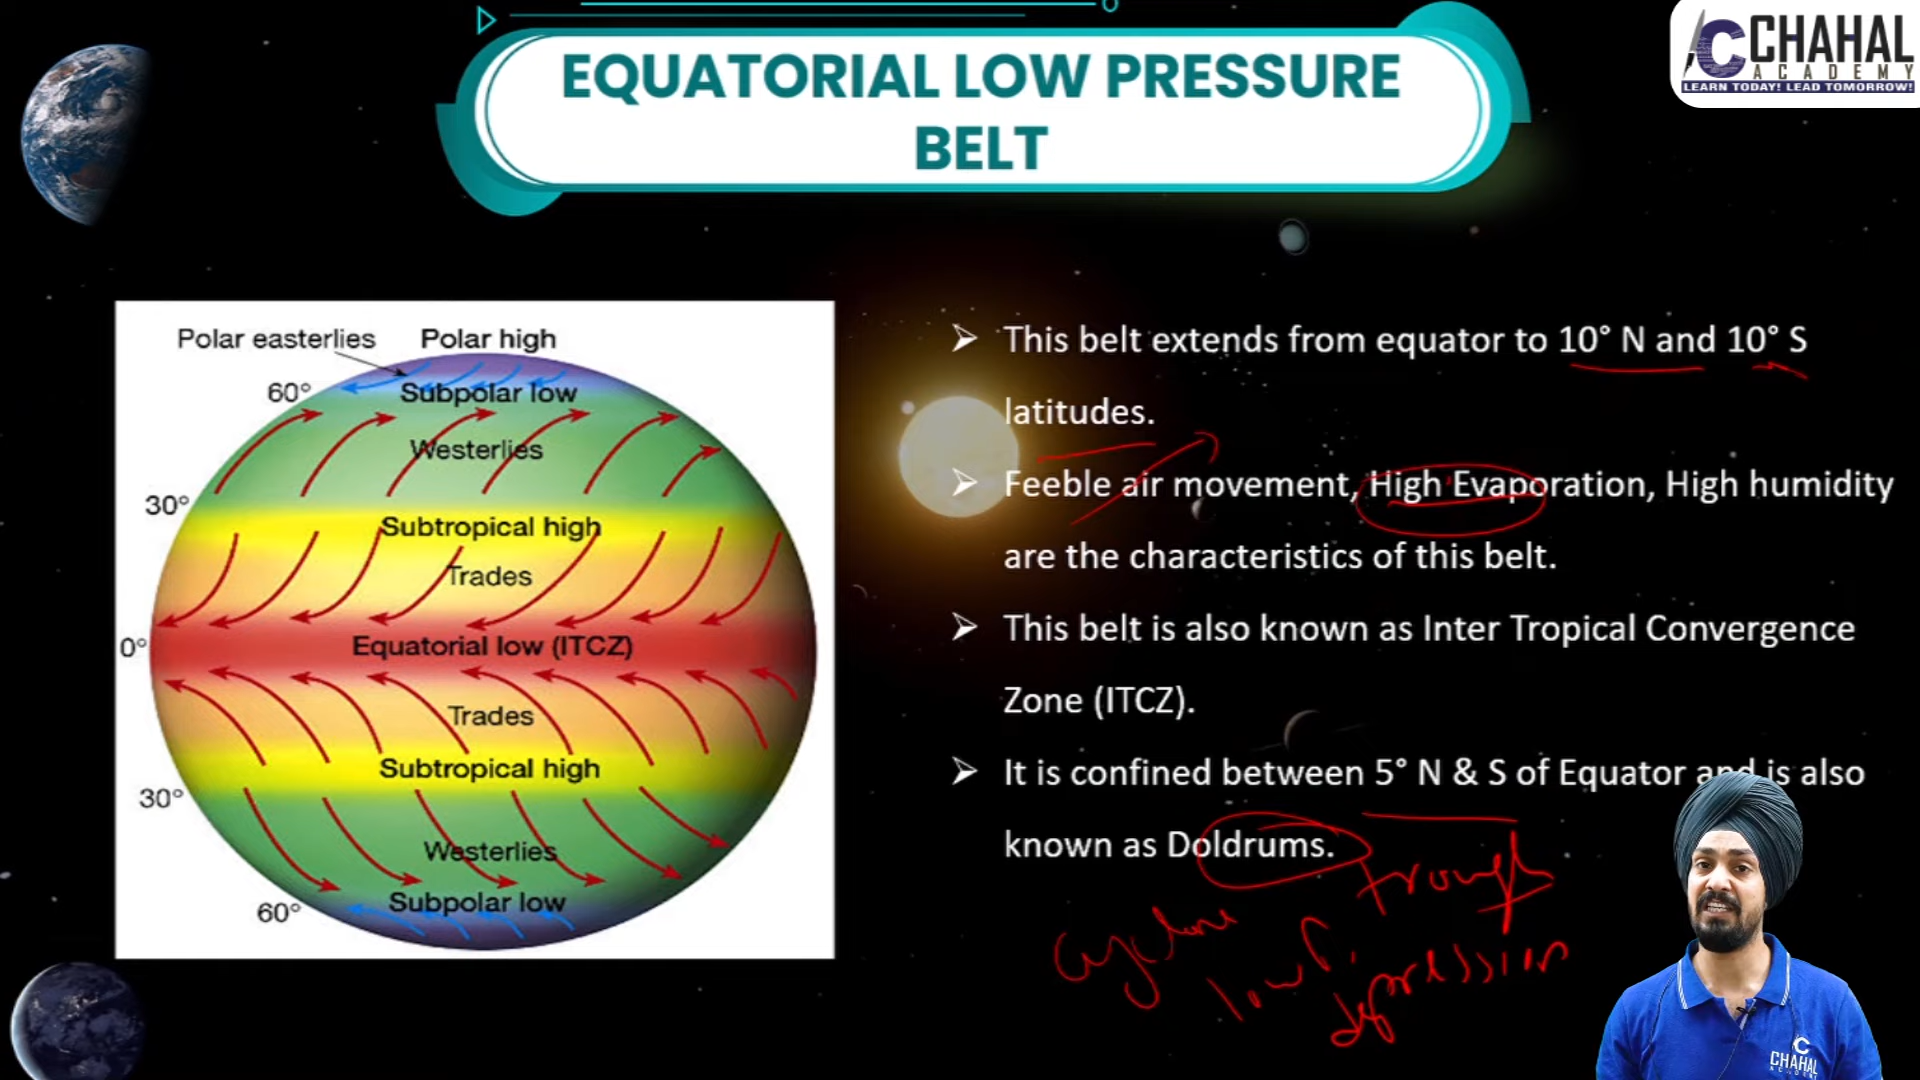 EQUATORIAL LOW PRESSURE
BELT
CHAHAL
ACADEMY
LEARN TODAY! LEAD TOMORROW!
Polar easterlies
Polar high
60°
Subpolar low
Westerlies
30°
Subtropical high
Trades
0°
Equatorial low (ITCZ)
Trades
Subtropical high
30°
Westerlies
60°
Subpolar low
➢ This belt extends from equator to 10° N and 10° S
latitudes.
➢ Feeble air movement, High Evaporation, High humidity
are the characteristics of this belt.
➢ This belt is also known as Inter Tropical Convergence
Zone (ITCZ).
➢ It is confined between 5° N & S of Equator and is also
known as Doldrums.
trough
cyclone
low P.
depression
CHAHAL